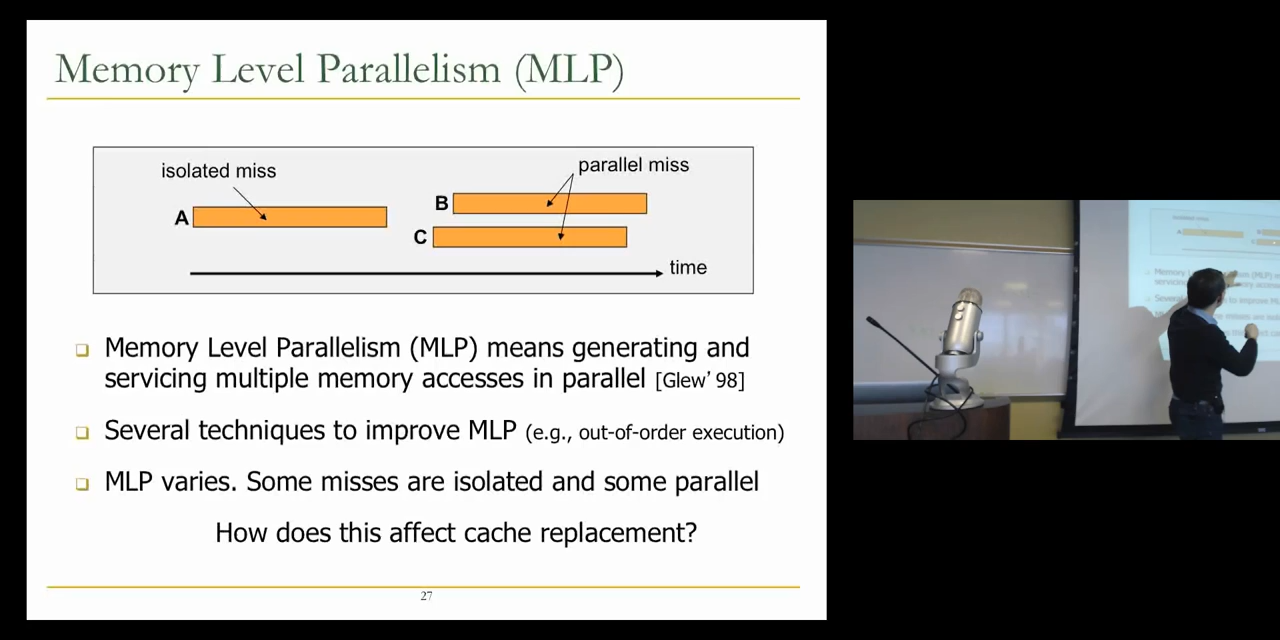 Memory Level Parallelism (MLP)
isolated miss
parallel miss
A
B
C
time
❑ Memory Level Parallelism (MLP) means generating and
servicing multiple memory accesses in parallel [Glew’ 98]
❑ Several techniques to improve MLP (e.g., out-of-order execution)
❑ MLP varies. Some misses are isolated and some parallel
How does this affect cache replacement?
27